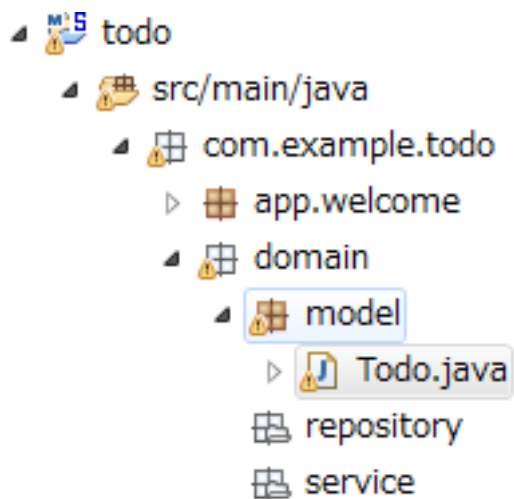 todo
src/main/java
com.example.todo
app.welcome
domain
model
Todo.java
repository
service